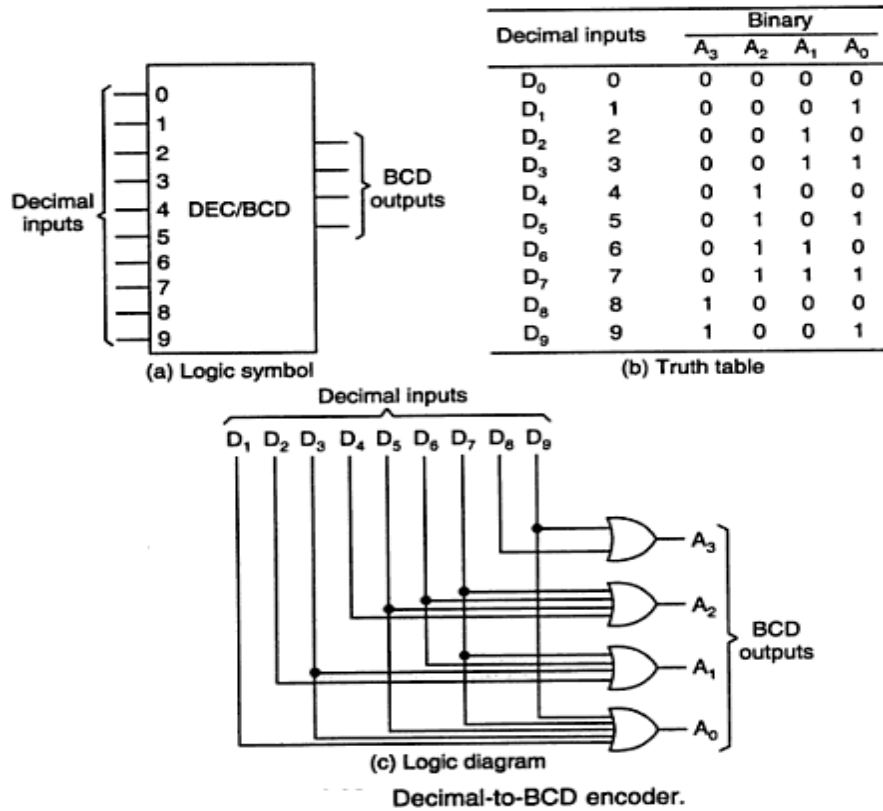 0
1
2
3
4
5
6
7
8
9
Decimal
inputs
DEC/BCD
BCD
outputs
(a) Logic symbol
Decimal inputs Binary
A₃ A₂ A₁ A₀
D₀ 0 0 0 0 0
D₁ 1 0 0 0 1
D₂ 2 0 0 1 0
D₃ 3 0 0 1 1
D₄ 4 0 1 0 0
D₅ 5 0 1 0 1
D₆ 6 0 1 1 0
D₇ 7 0 1 1 1
D₈ 8 1 0 0 0
D₉ 9 1 0 0 1
(b) Truth table
Decimal inputs
D₁ D₂ D₃ D₄ D₅ D₆ D₇ D₈ D₉
A₃
A₂
A₁
A₀
BCD
outputs
(c) Logic diagram
Decimal-to-BCD encoder.